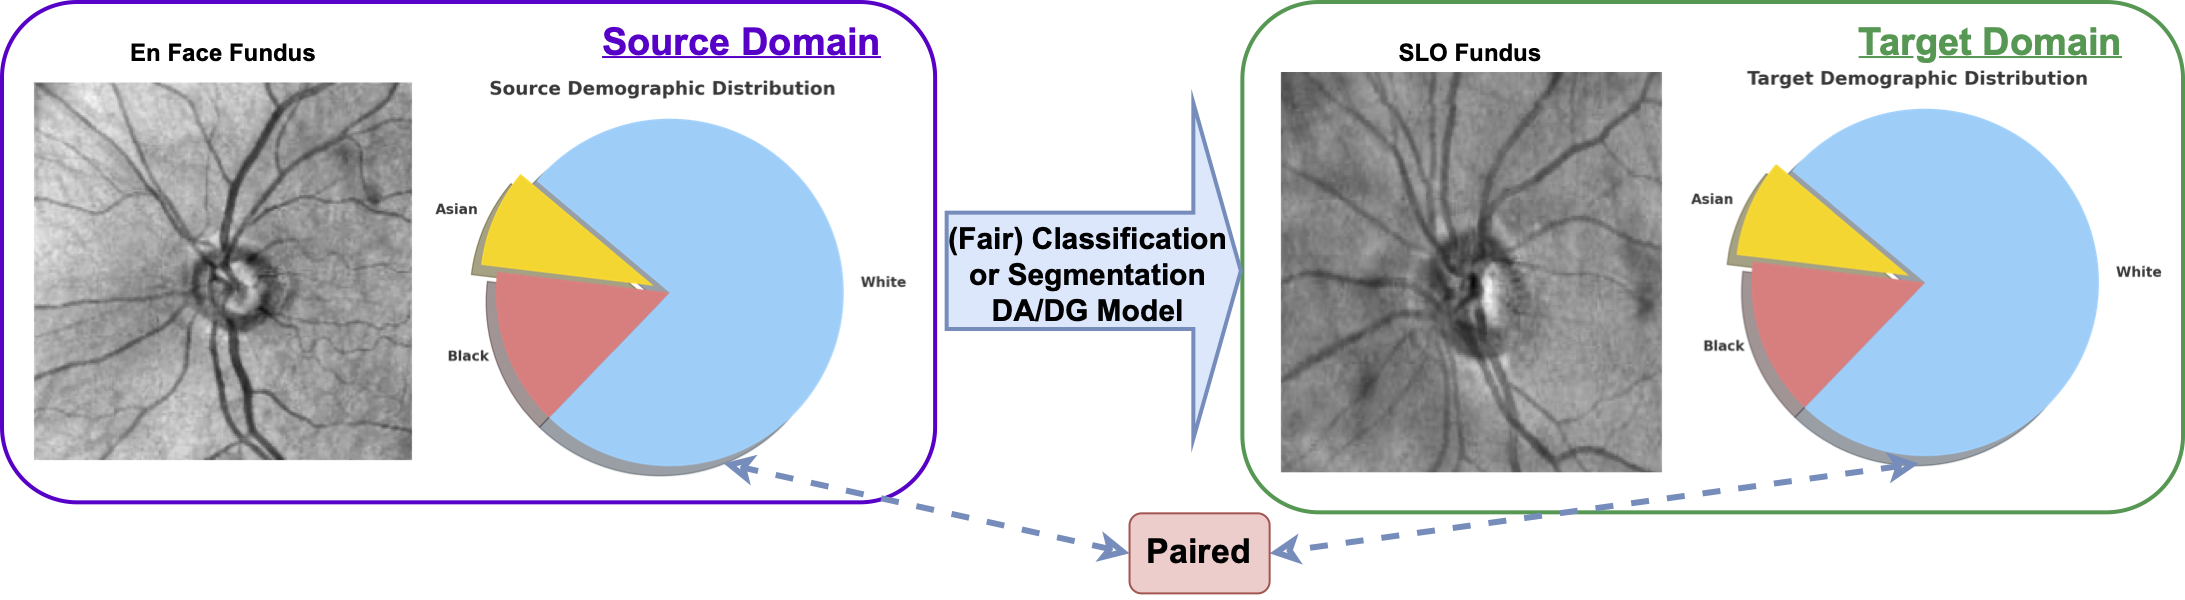 Source Domain
En Face Fundus
Source Demographic Distribution
Asian
White
Black
(Fair) Classification
or Segmentation
DA/DG Model
Target Domain
SLO Fundus
Target Demographic Distribution
Asian
White
Black
Paired